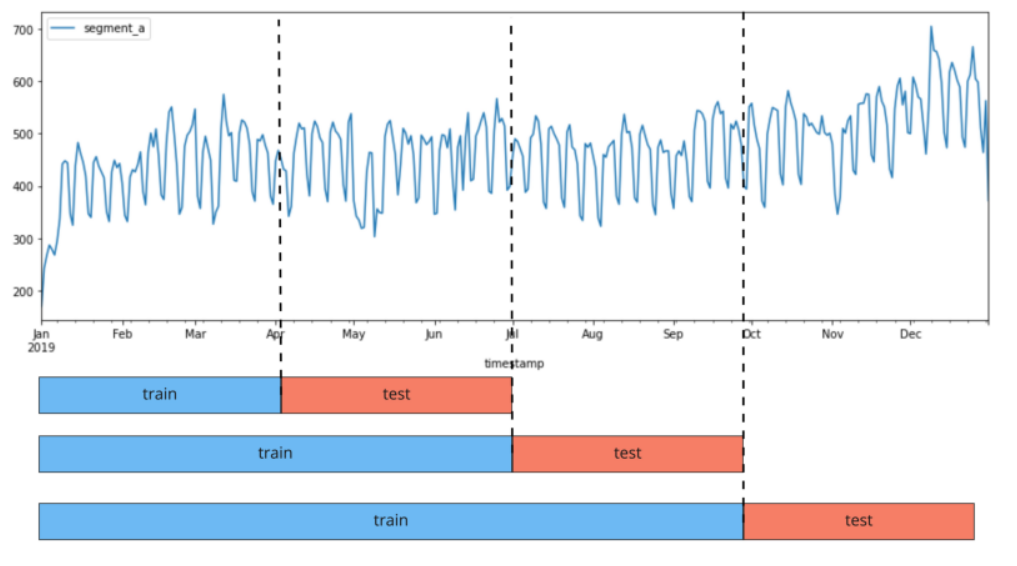 700
segment_a
600
500
400
300
200
Jan Feb Mar Apr May Jun Jul Aug Sep Oct Nov Dec
2019
timestamp
train test
train test
train test